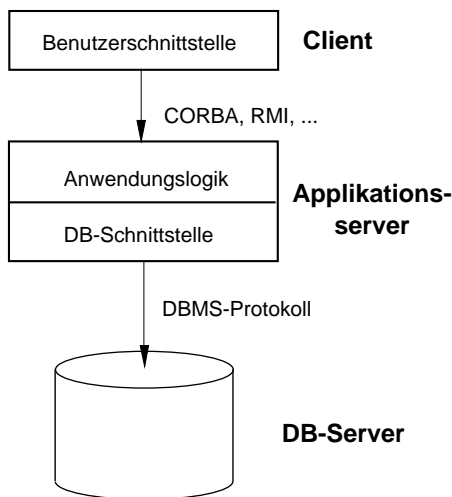 Benutzerschnittstelle
Client
CORBA, RMI, ...
Anwendungslogik
Applikations-
server
DB-Schnittstelle
DBMS-Protokoll
DB-Server